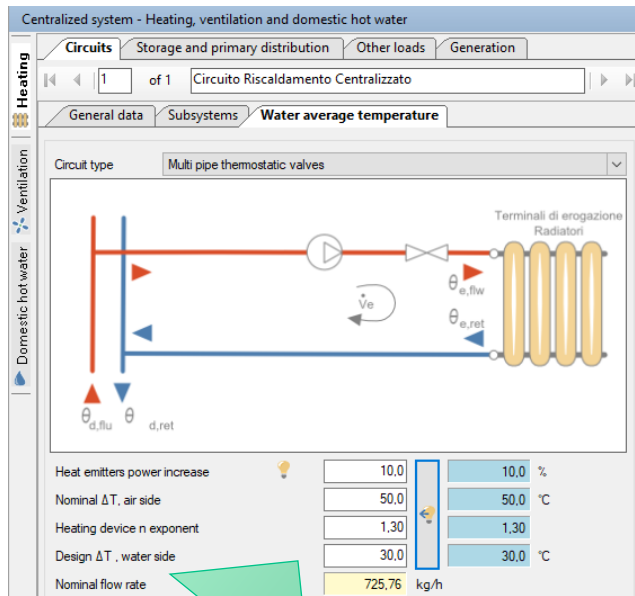 Centralized system - Heating, ventilation and domestic hot water
Heating
Ventilation
Domestic hot water
Circuits Storage and primary distribution Other loads Generation
1 of 1 Circuito Riscaldamento Centralizzato
General data Subsystems Water average temperature
Circuit type Multi pipe thermostatic valves
Terminali di erogazione
Radiatori
θe,flw
V̇e
θe,ret
θd,flu θ d,ret
Heat emitters power increase 10,0 10,0 %
Nominal ΔT, air side 50,0 50,0 °C
Heating device n exponent 1,30 1,30
Design ΔT , water side 30,0 30,0 °C
Nominal flow rate 725,76 kg/h